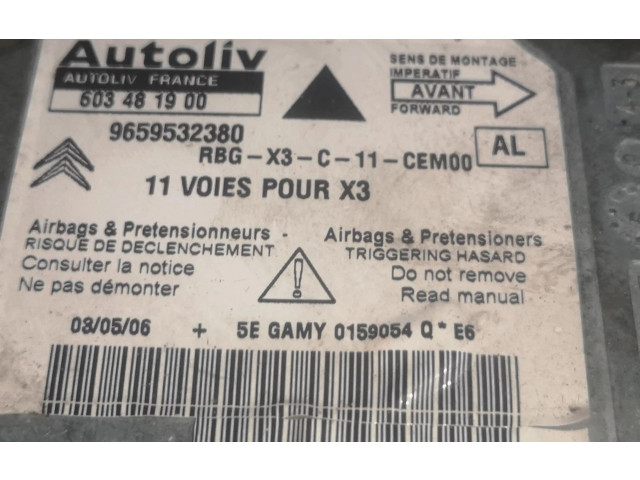 Autoliv
AUTOLIV FRANCE
603 48 19 00
SENS DE MONTAGE
IMPERATIF
AVANT
FORWARD
9659532380
RBG-X3-C-11-CEM00
AL
11 VOIES POUR X3
Airbags & Pretensionneurs -
RISQUE DE DECLENCHEMENT
Consulter la notice
Ne pas démonter
Airbags & Pretensioners
TRIGGERING HASARD
Do not remove
Read manual
03/05/06 + 5E GAMY 0159054 Q* E6